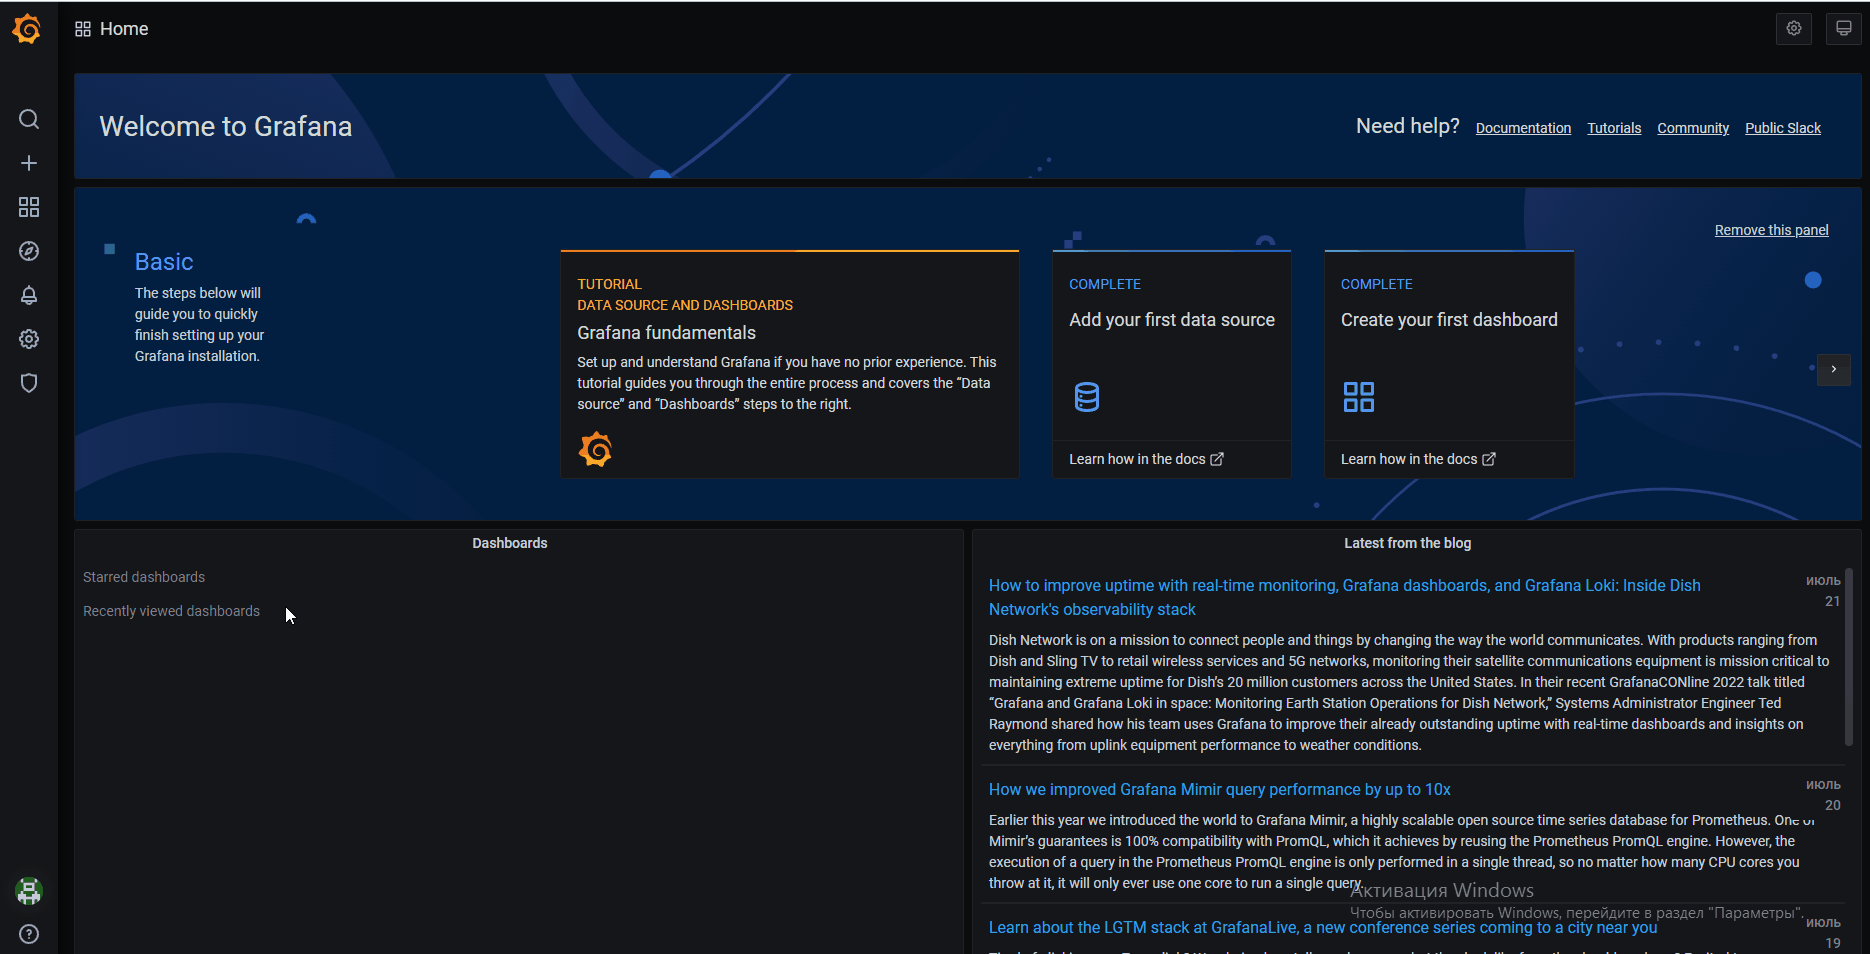 Home
Welcome to Grafana
Need help? Documentation Tutorials Community Public Slack
Remove this panel
Basic
The steps below will
guide you to quickly
finish setting up your
Grafana installation.
TUTORIAL
DATA SOURCE AND DASHBOARDS
Grafana fundamentals
Set up and understand Grafana if you have no prior experience. This
tutorial guides you through the entire process and covers the “Data
source” and “Dashboards” steps to the right.
COMPLETE
Add your first data source
Learn how in the docs
COMPLETE
Create your first dashboard
Learn how in the docs
Dashboards
Starred dashboards
Recently viewed dashboards
Latest from the blog
How to improve uptime with real-time monitoring, Grafana dashboards, and Grafana Loki: Inside Dish
Network's observability stack
июль
21
Dish Network is on a mission to connect people and things by changing the way the world communicates. With products ranging from
Dish and Sling TV to retail wireless services and 5G networks, monitoring their satellite communications equipment is mission critical to
maintaining extreme uptime for Dish’s 20 million customers across the United States. In their recent GrafanaCONline 2022 talk titled
“Grafana and Grafana Loki in space: Monitoring Earth Station Operations for Dish Network,” Systems Administrator Engineer Ted
Raymond shared how his team uses Grafana to improve their already outstanding uptime with real-time dashboards and insights on
everything from uplink equipment performance to weather conditions.
How we improved Grafana Mimir query performance by up to 10x
июль
20
Earlier this year we introduced the world to Grafana Mimir, a highly scalable open source time series database for Prometheus. One of
Mimir’s guarantees is 100% compatibility with PromQL, which it achieves by reusing the Prometheus PromQL engine. However, the
execution of a query in the Prometheus PromQL engine is only performed in a single thread, so no matter how many CPU cores you
throw at it, it will only ever use one core to run a single query.
Активация Windows
Чтобы активировать Windows, перейдите в раздел "Параметры".
Learn about the LGTM stack at GrafanaLive, a new conference series coming to a city near you
июль
19